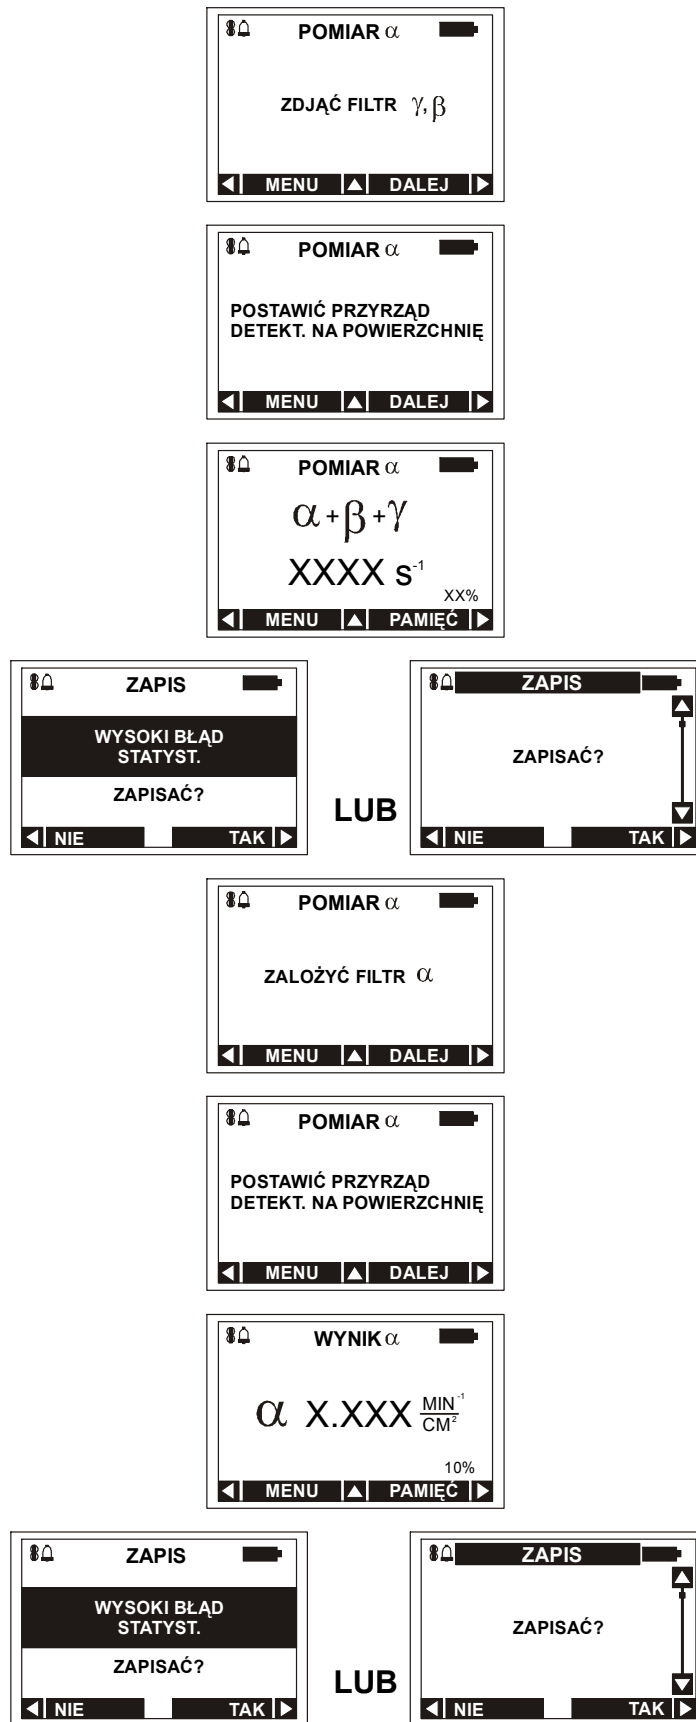 POMIAR α
ZDJĄĆ FILTR γ, β
MENU DALEJ
POMIAR α
POSTAWIĆ PRZYRZĄD
DETEKT. NA POWIERZCHNIĘ
MENU DALEJ
POMIAR α
α+β+γ
XXXX s⁻¹
XX%
MENU PAMIĘĆ
ZAPIS
WYSOKI BŁĄD
STATYST.
ZAPISAĆ?
NIE TAK
LUB
ZAPIS
ZAPISAĆ?
NIE TAK
POMIAR α
ZALOŻYĆ FILTR α
MENU DALEJ
POMIAR α
POSTAWIĆ PRZYRZĄD
DETEKT. NA POWIERZCHNIĘ
MENU DALEJ
WYNIK α
α X.XXX MIN⁻¹
CM²
10%
MENU PAMIĘĆ
ZAPIS
WYSOKI BŁĄD
STATYST.
ZAPISAĆ?
NIE TAK
LUB
ZAPIS
ZAPISAĆ?
NIE TAK